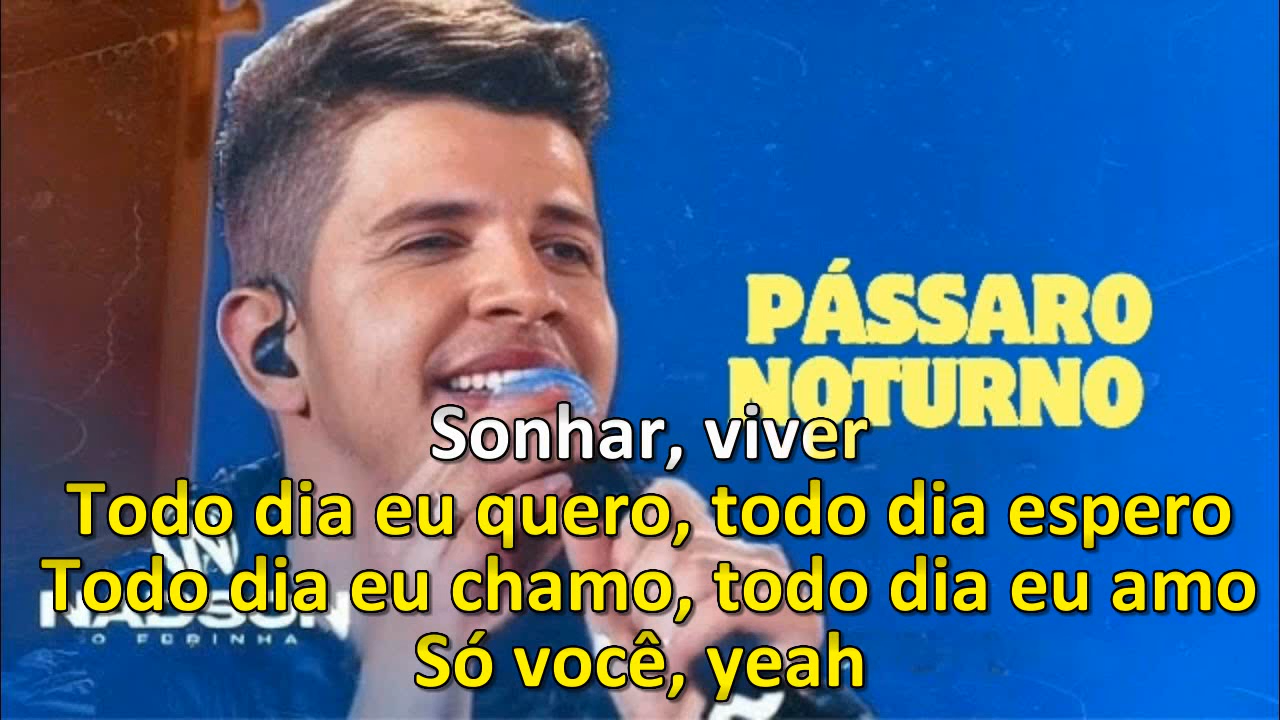 PÁSSARO
NOTURNO
Sonhar, viver
Todo dia eu quero, todo dia espero
Todo dia eu chamo, todo dia eu amo
NADSON
O FERINHA
Só você, yeah